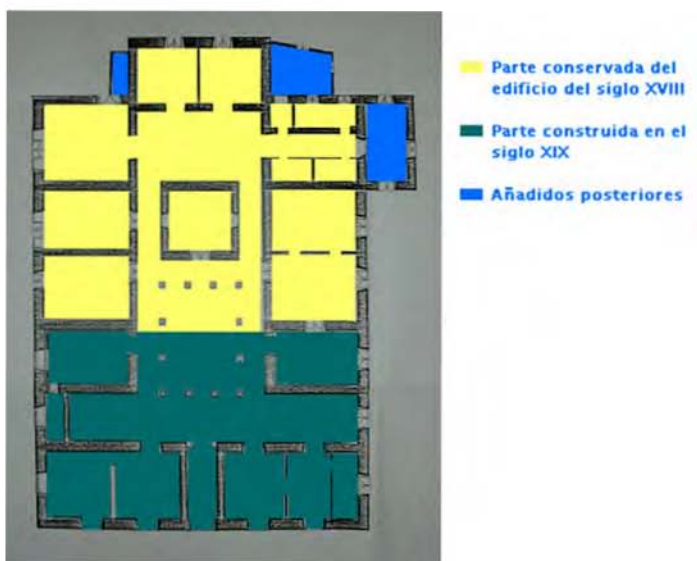 Parte conservada del
edificio del siglo XVIII
Parte construida en el
siglo XIX
Añadidos posteriores